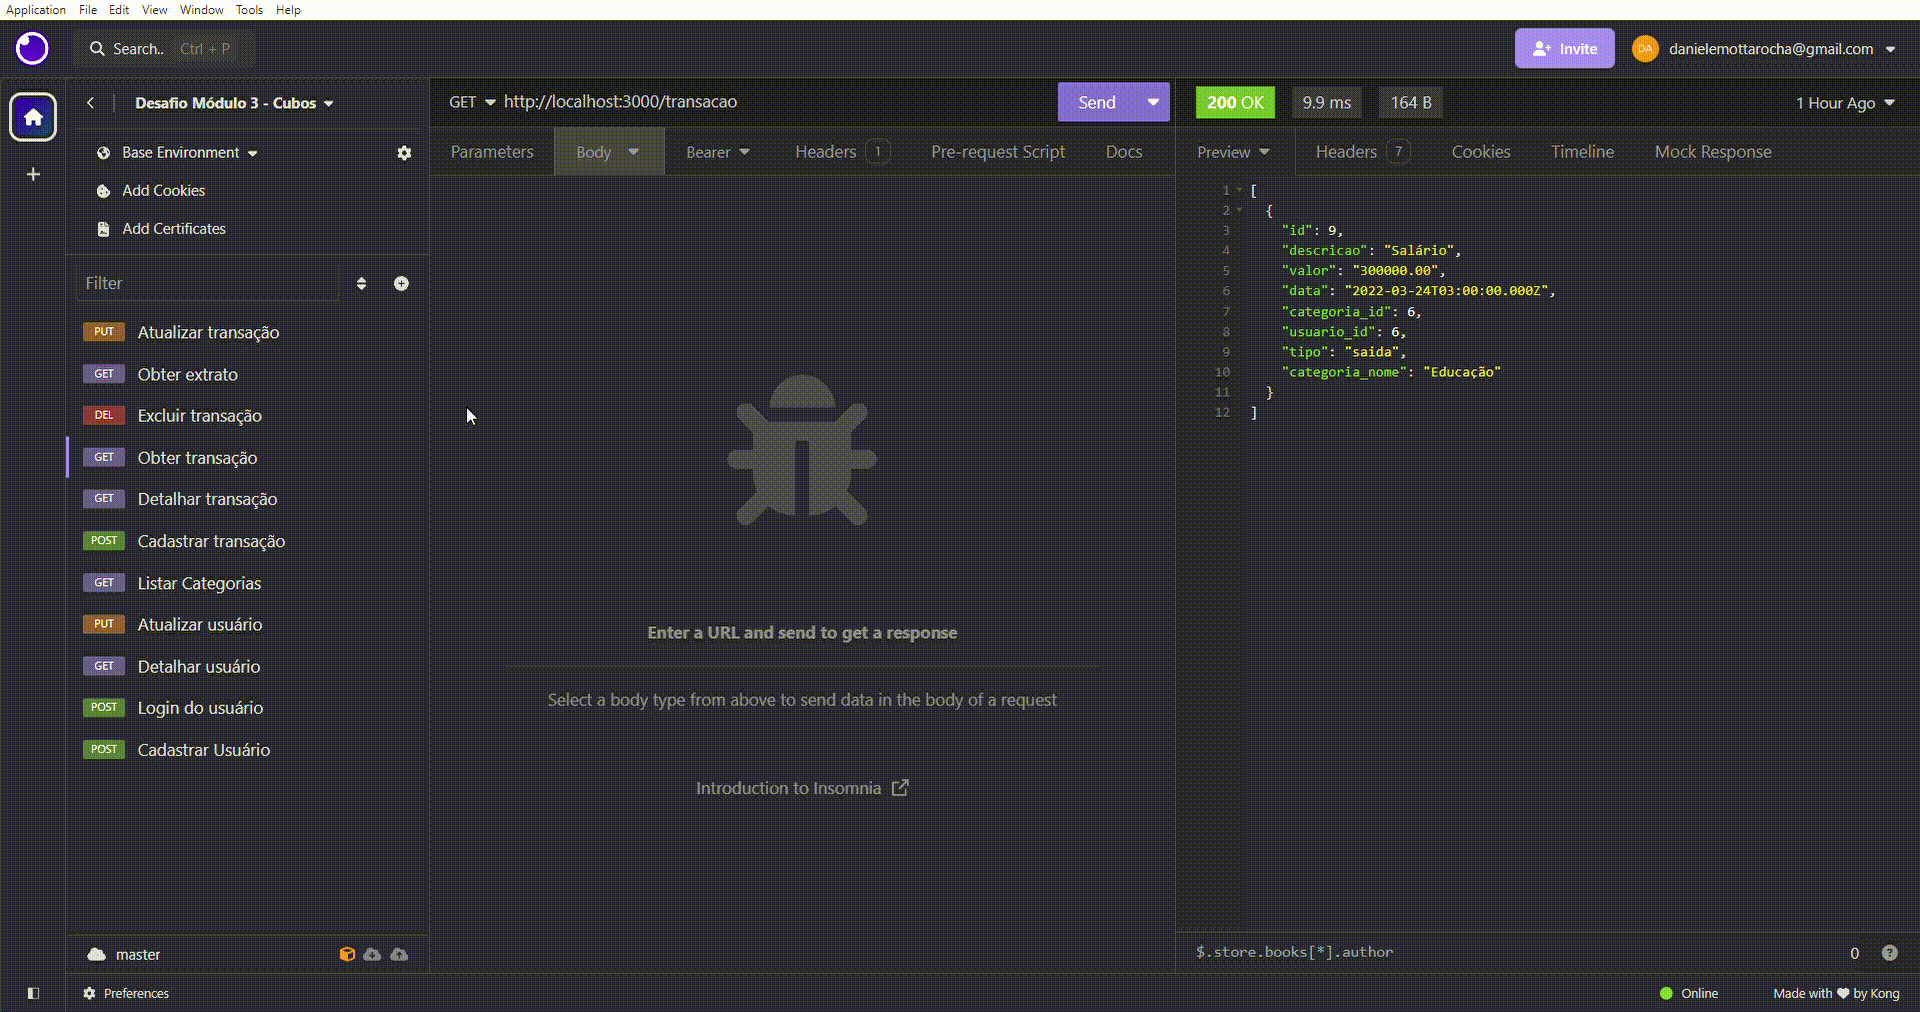 Application File Edit View Window Tools Help
Search.. Ctrl + P
Invite
DA danielemottarocha@gmail.com
Desafio Módulo 3 - Cubos
Base Environment
Add Cookies
Add Certificates
Filter
PUT Atualizar transação
GET Obter extrato
DEL Excluir transação
GET Obter transação
GET Detalhar transação
POST Cadastrar transação
GET Listar Categorias
PUT Atualizar usuário
GET Detalhar usuário
POST Login do usuário
POST Cadastrar Usuário
master
GET http://localhost:3000/transacao
Send
Parameters Body Bearer Headers 1 Pre-request Script Docs
Enter a URL and send to get a response
Select a body type from above to send data in the body of a request
Introduction to Insomnia
200 OK 9.9 ms 164 B 1 Hour Ago
Preview Headers 7 Cookies Timeline Mock Response
1 [
2 {
3 "id": 9,
4 "descricao": "Salário",
5 "valor": "300000.00",
6 "data": "2022-03-24T03:00:00.000Z",
7 "categoria_id": 6,
8 "usuario_id": 6,
9 "tipo": "saida",
10 "categoria_nome": "Educação"
11 }
12 ]
$.store.books[*].author 0 ?
Preferences
Online Made with ♥ by Kong